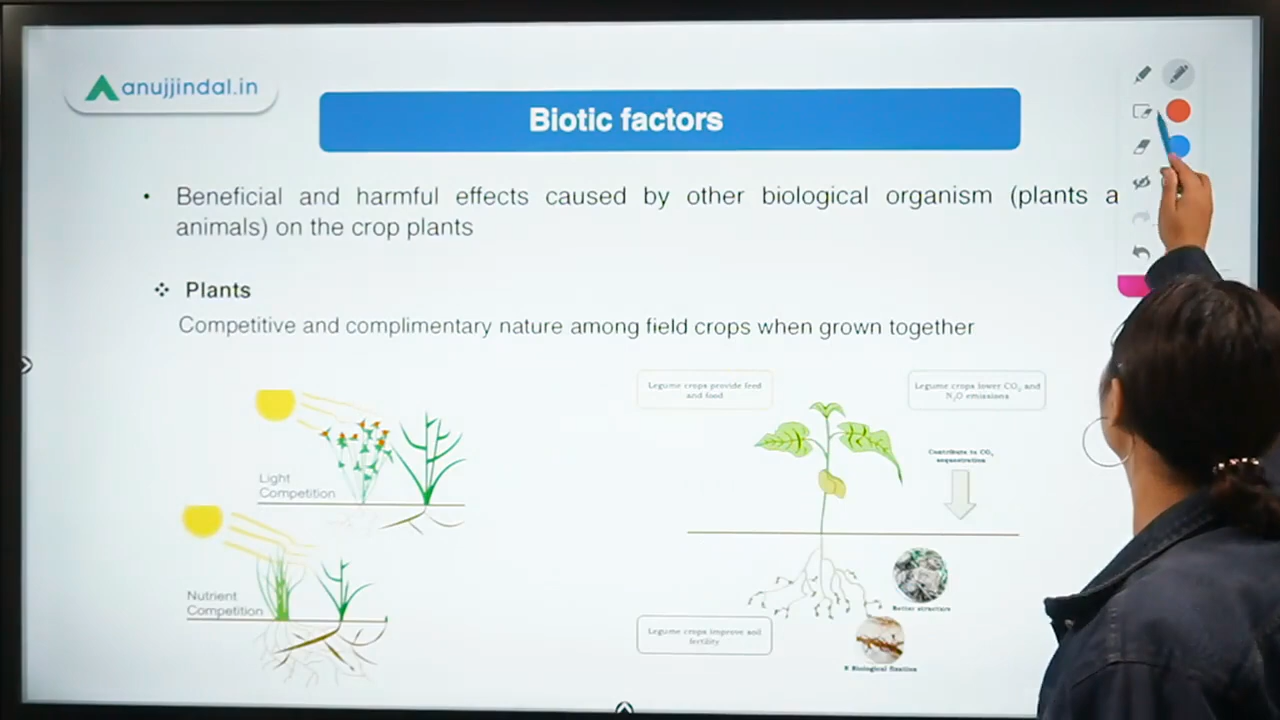 anujjindal.in
Biotic factors
• Beneficial and harmful effects caused by other biological organism (plants a
animals) on the crop plants
❖ Plants
Competitive and complimentary nature among field crops when grown together
Light
Competition
Nutrient
Competition
Legume crops provide feed
and food
Legume crops lower CO₂ and
N₂O emissions
Contribute to CO₂
sequestration
Better structure
Legume crops improve soil
fertility
N Biological fixation